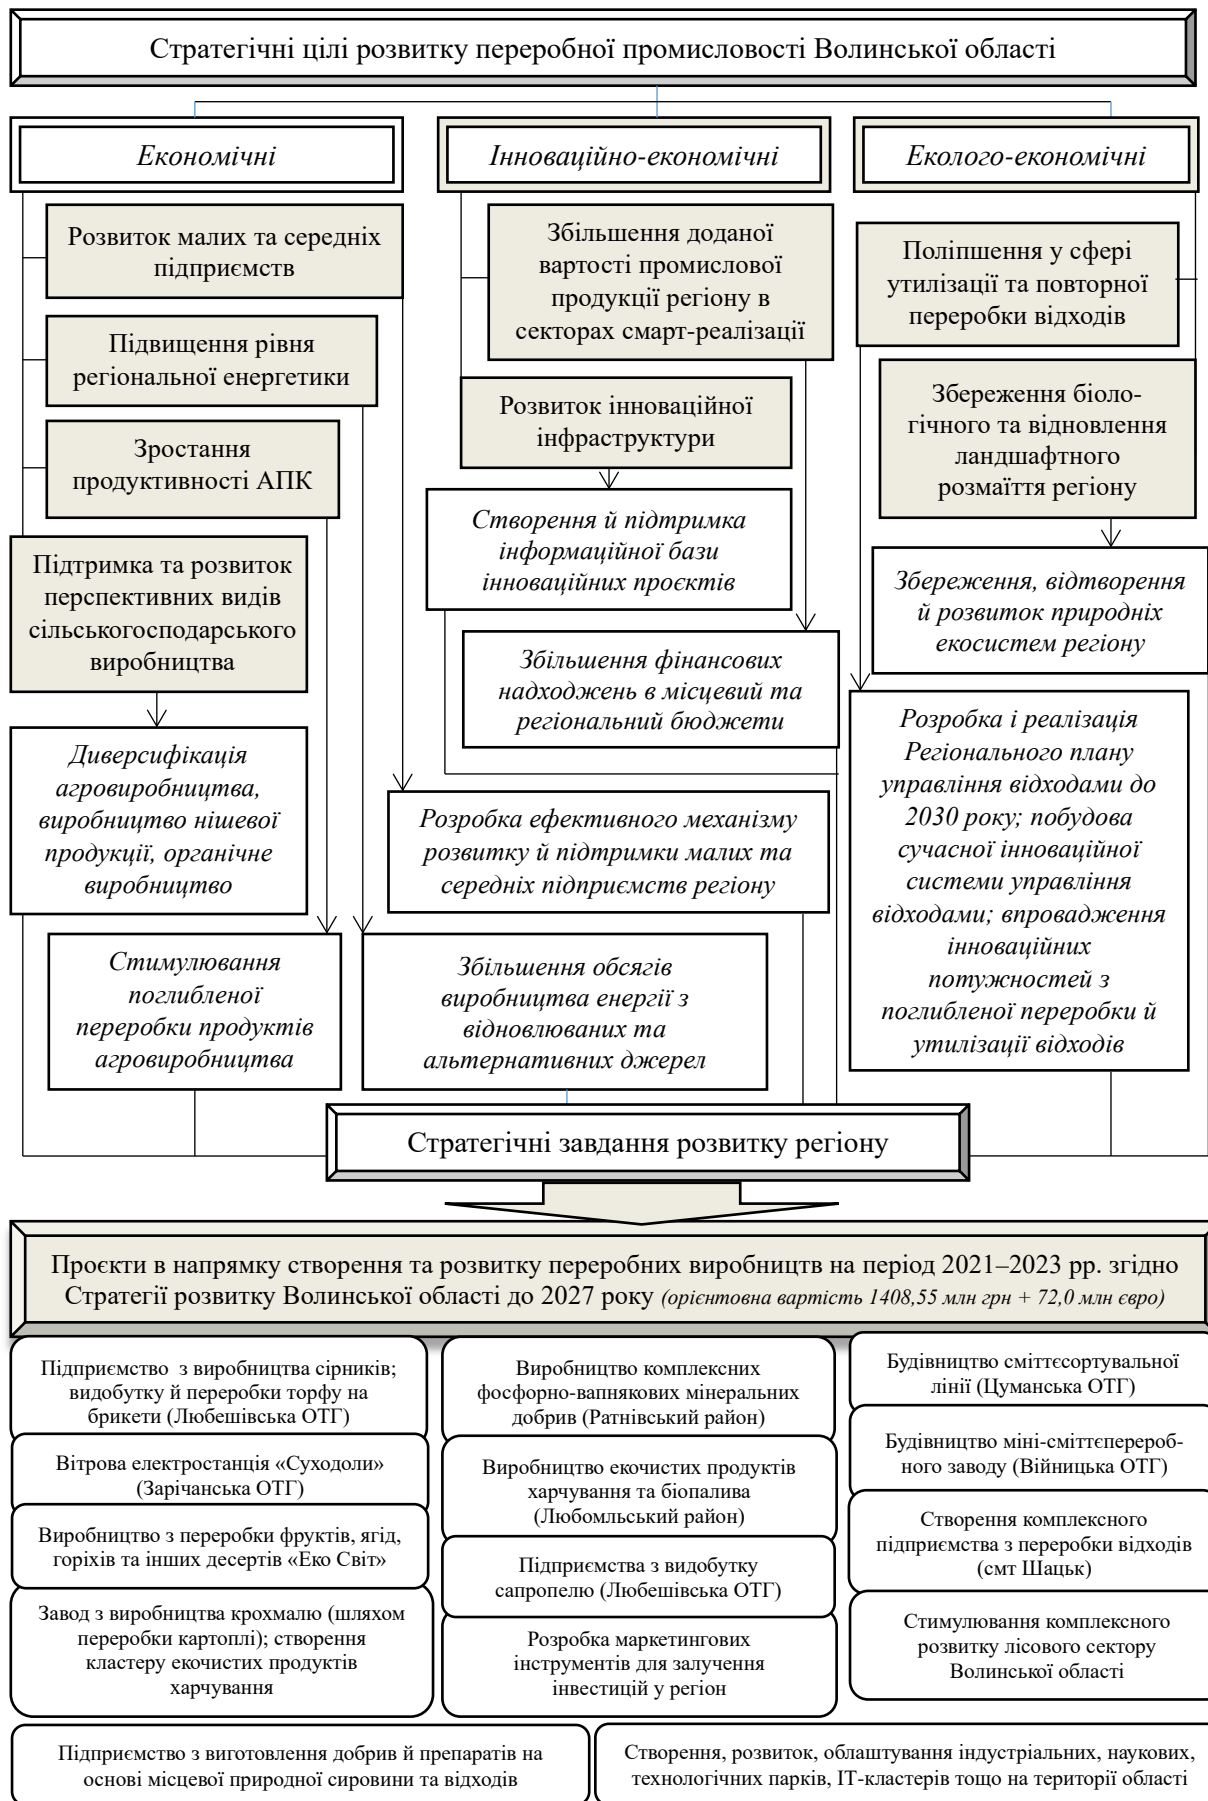 Стратегічні цілі розвитку переробної промисловості Волинської області
Економічні
Інноваційно-економічні
Еколого-економічні
Розвиток малих та середніх
підприємств
Підвищення рівня
регіональної енергетики
Зростання
продуктивності АПК
Підтримка та розвиток
перспективних видів
сільськогосподарського
виробництва
Диверсифікація
агровиробництва,
виробництво нішевої
продукції, органічне
виробництво
Стимулювання
поглибленої
переробки продуктів
агровиробництва
Збільшення доданої
вартості промислової
продукції регіону в
секторах смарт-реалізації
Розвиток інноваційної
інфраструктури
Створення й підтримка
інформаційної бази
інноваційних проєктів
Збільшення фінансових
надходжень в місцевий та
регіональний бюджети
Розробка ефективного механізму
розвитку й підтримки малих та
середніх підприємств регіону
Збільшення обсягів
виробництва енергії з
відновлюваних та
альтернативних джерел
Поліпшення у сфері
утилізації та повторної
переробки відходів
Збереження біоло-
гічного та відновлення
ландшафтного
розмаїття регіону
Збереження, відтворення
й розвиток природніх
екосистем регіону
Розробка і реалізація
Регіонального плану
управління відходами до
2030 року; побудова
сучасної інноваційної
системи управління
відходами; впровадження
інноваційних
потужностей з
поглибленої переробки й
утилізації відходів
Стратегічні завдання розвитку регіону
Проєкти в напрямку створення та розвитку переробних виробництв на період 2021–2023 рр. згідно
Стратегії розвитку Волинської області до 2027 року (орієнтовна вартість 1408,55 млн грн + 72,0 млн євро)
Підприємство з виробництва сірників;
видобутку й переробки торфу на
брикети (Любешівська ОТГ)
Вітрова електростанція «Суходоли»
(Зарічанська ОТГ)
Виробництво з переробки фруктів, ягід,
горіхів та інших десертів «Еко Світ»
Завод з виробництва крохмалю (шляхом
переробки картоплі); створення
кластеру екочистих продуктів
харчування
Виробництво комплексних
фосфорно-вапнякових мінеральних
добрив (Ратнівський район)
Виробництво екочистих продуктів
харчування та біопалива
(Любомльський район)
Підприємства з видобутку
сапропелю (Любешівська ОТГ)
Розробка маркетингових
інструментів для залучення
інвестицій у регіон
Будівництво сміттєсортувальної
лінії (Цуманська ОТГ)
Будівництво міні-сміттєперероб-
ного заводу (Війницька ОТГ)
Створення комплексного
підприємства з переробки відходів
(смт Шацьк)
Стимулювання комплексного
розвитку лісового сектору
Волинської області
Підприємство з виготовлення добрив й препаратів на
основі місцевої природної сировини та відходів
Створення, розвиток, облаштування індустріальних, наукових,
технологічних парків, ІТ-кластерів тощо на території області